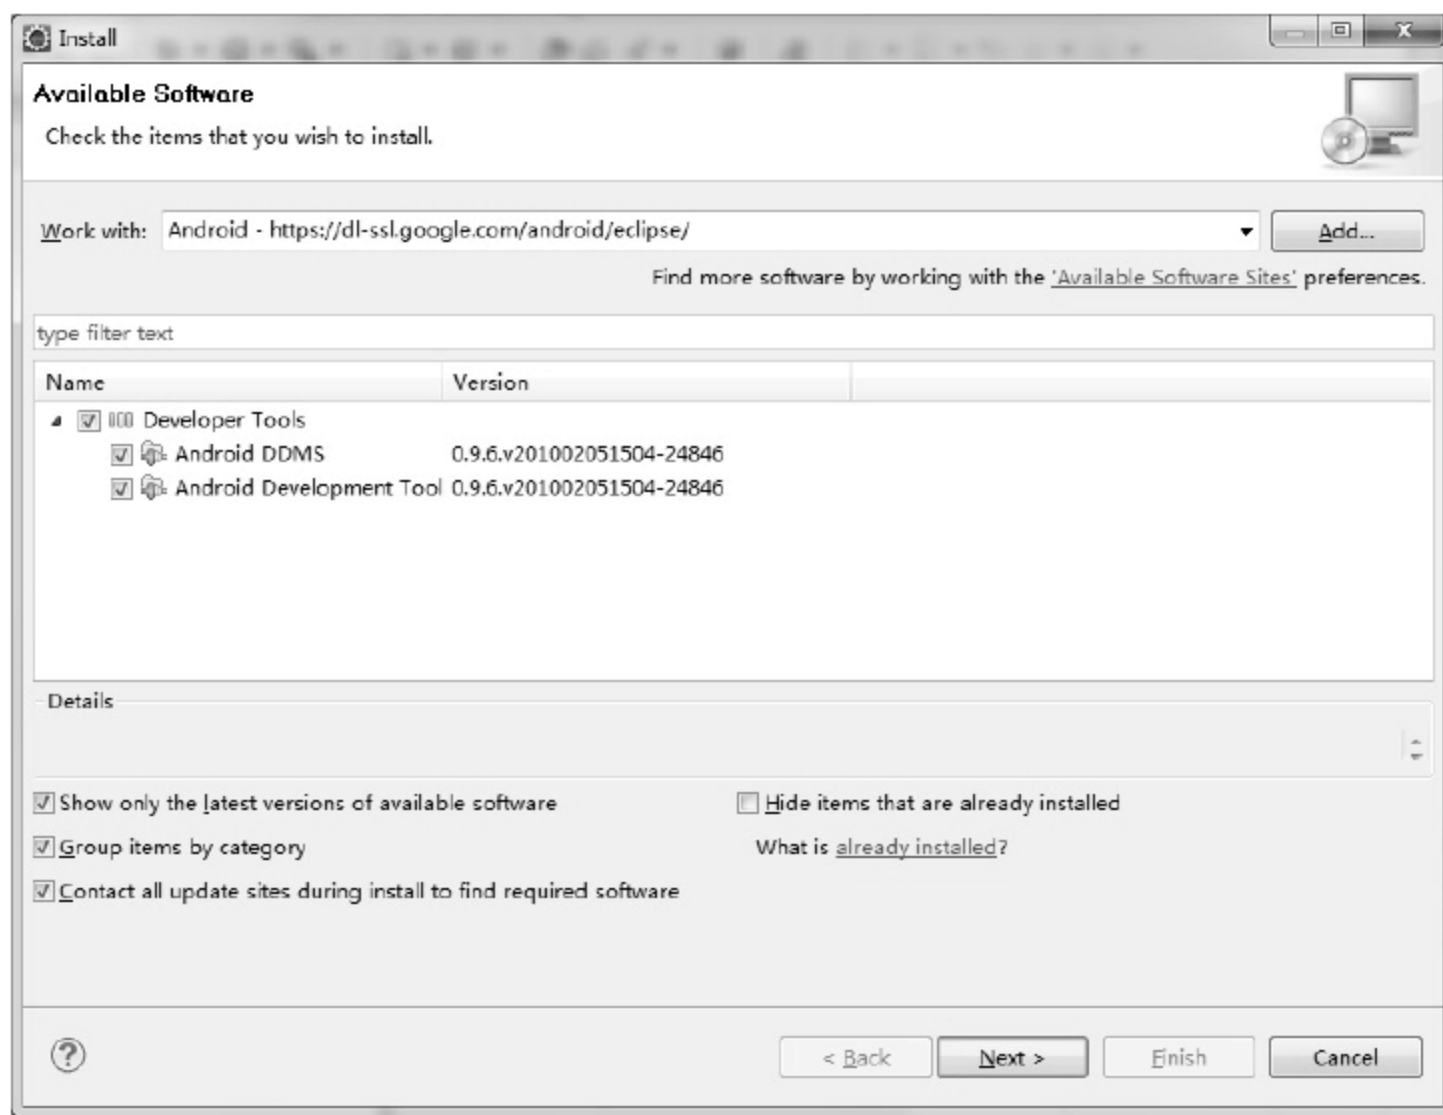 Install
Available Software
Check the items that you wish to install.
Work with: Android - https://dl-ssl.google.com/android/eclipse/ Add...
Find more software by working with the 'Available Software Sites' preferences.
type filter text
Name Version
Developer Tools
Android DDMS 0.9.6.v201002051504-24846
Android Development Tool 0.9.6.v201002051504-24846
Details
Show only the latest versions of available software Hide items that are already installed
Group items by category What is already installed?
Contact all update sites during install to find required software
? < Back Next > Finish Cancel